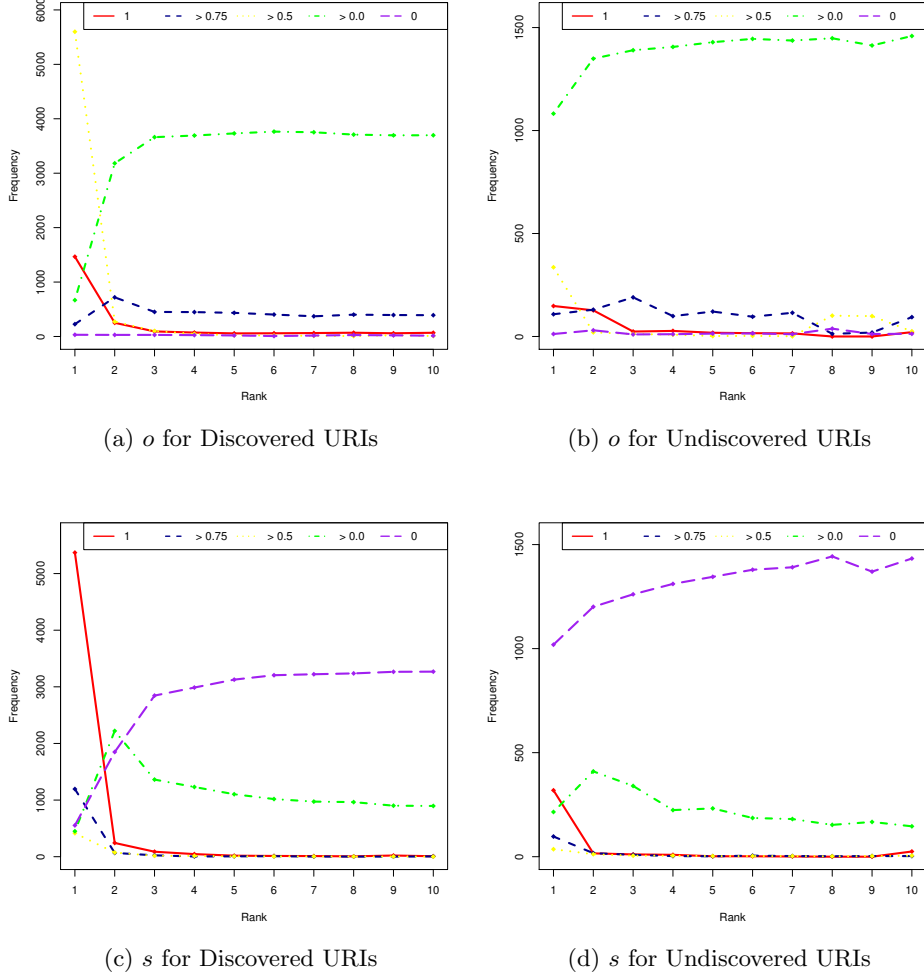 1 > 0.75 > 0.5 > 0.0 0
6000
5000
4000
3000
2000
1000
0
Frequency
1 2 3 4 5 6 7 8 9 10
Rank
(a) o for Discovered URIs
1 > 0.75 > 0.5 > 0.0 0
1500
1000
500
0
Frequency
1 2 3 4 5 6 7 8 9 10
Rank
(b) o for Undiscovered URIs
1 > 0.75 > 0.5 > 0.0 0
5000
4000
3000
2000
1000
0
Frequency
1 2 3 4 5 6 7 8 9 10
Rank
(c) s for Discovered URIs
1 > 0.75 > 0.5 > 0.0 0
1500
1000
500
0
Frequency
1 2 3 4 5 6 7 8 9 10
Rank
(d) s for Undiscovered URIs